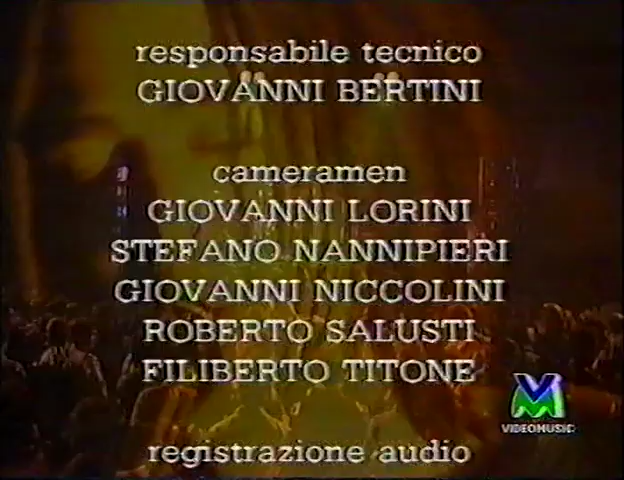 responsabile tecnico
GIOVANNI BERTINI
cameramen
GIOVANNI LORINI
STEFANO NANNIPIERI
GIOVANNI NICCOLINI
ROBERTO SALUSTI
FILIBERTO TITONE
VIDEOMUSIC
registrazione audio